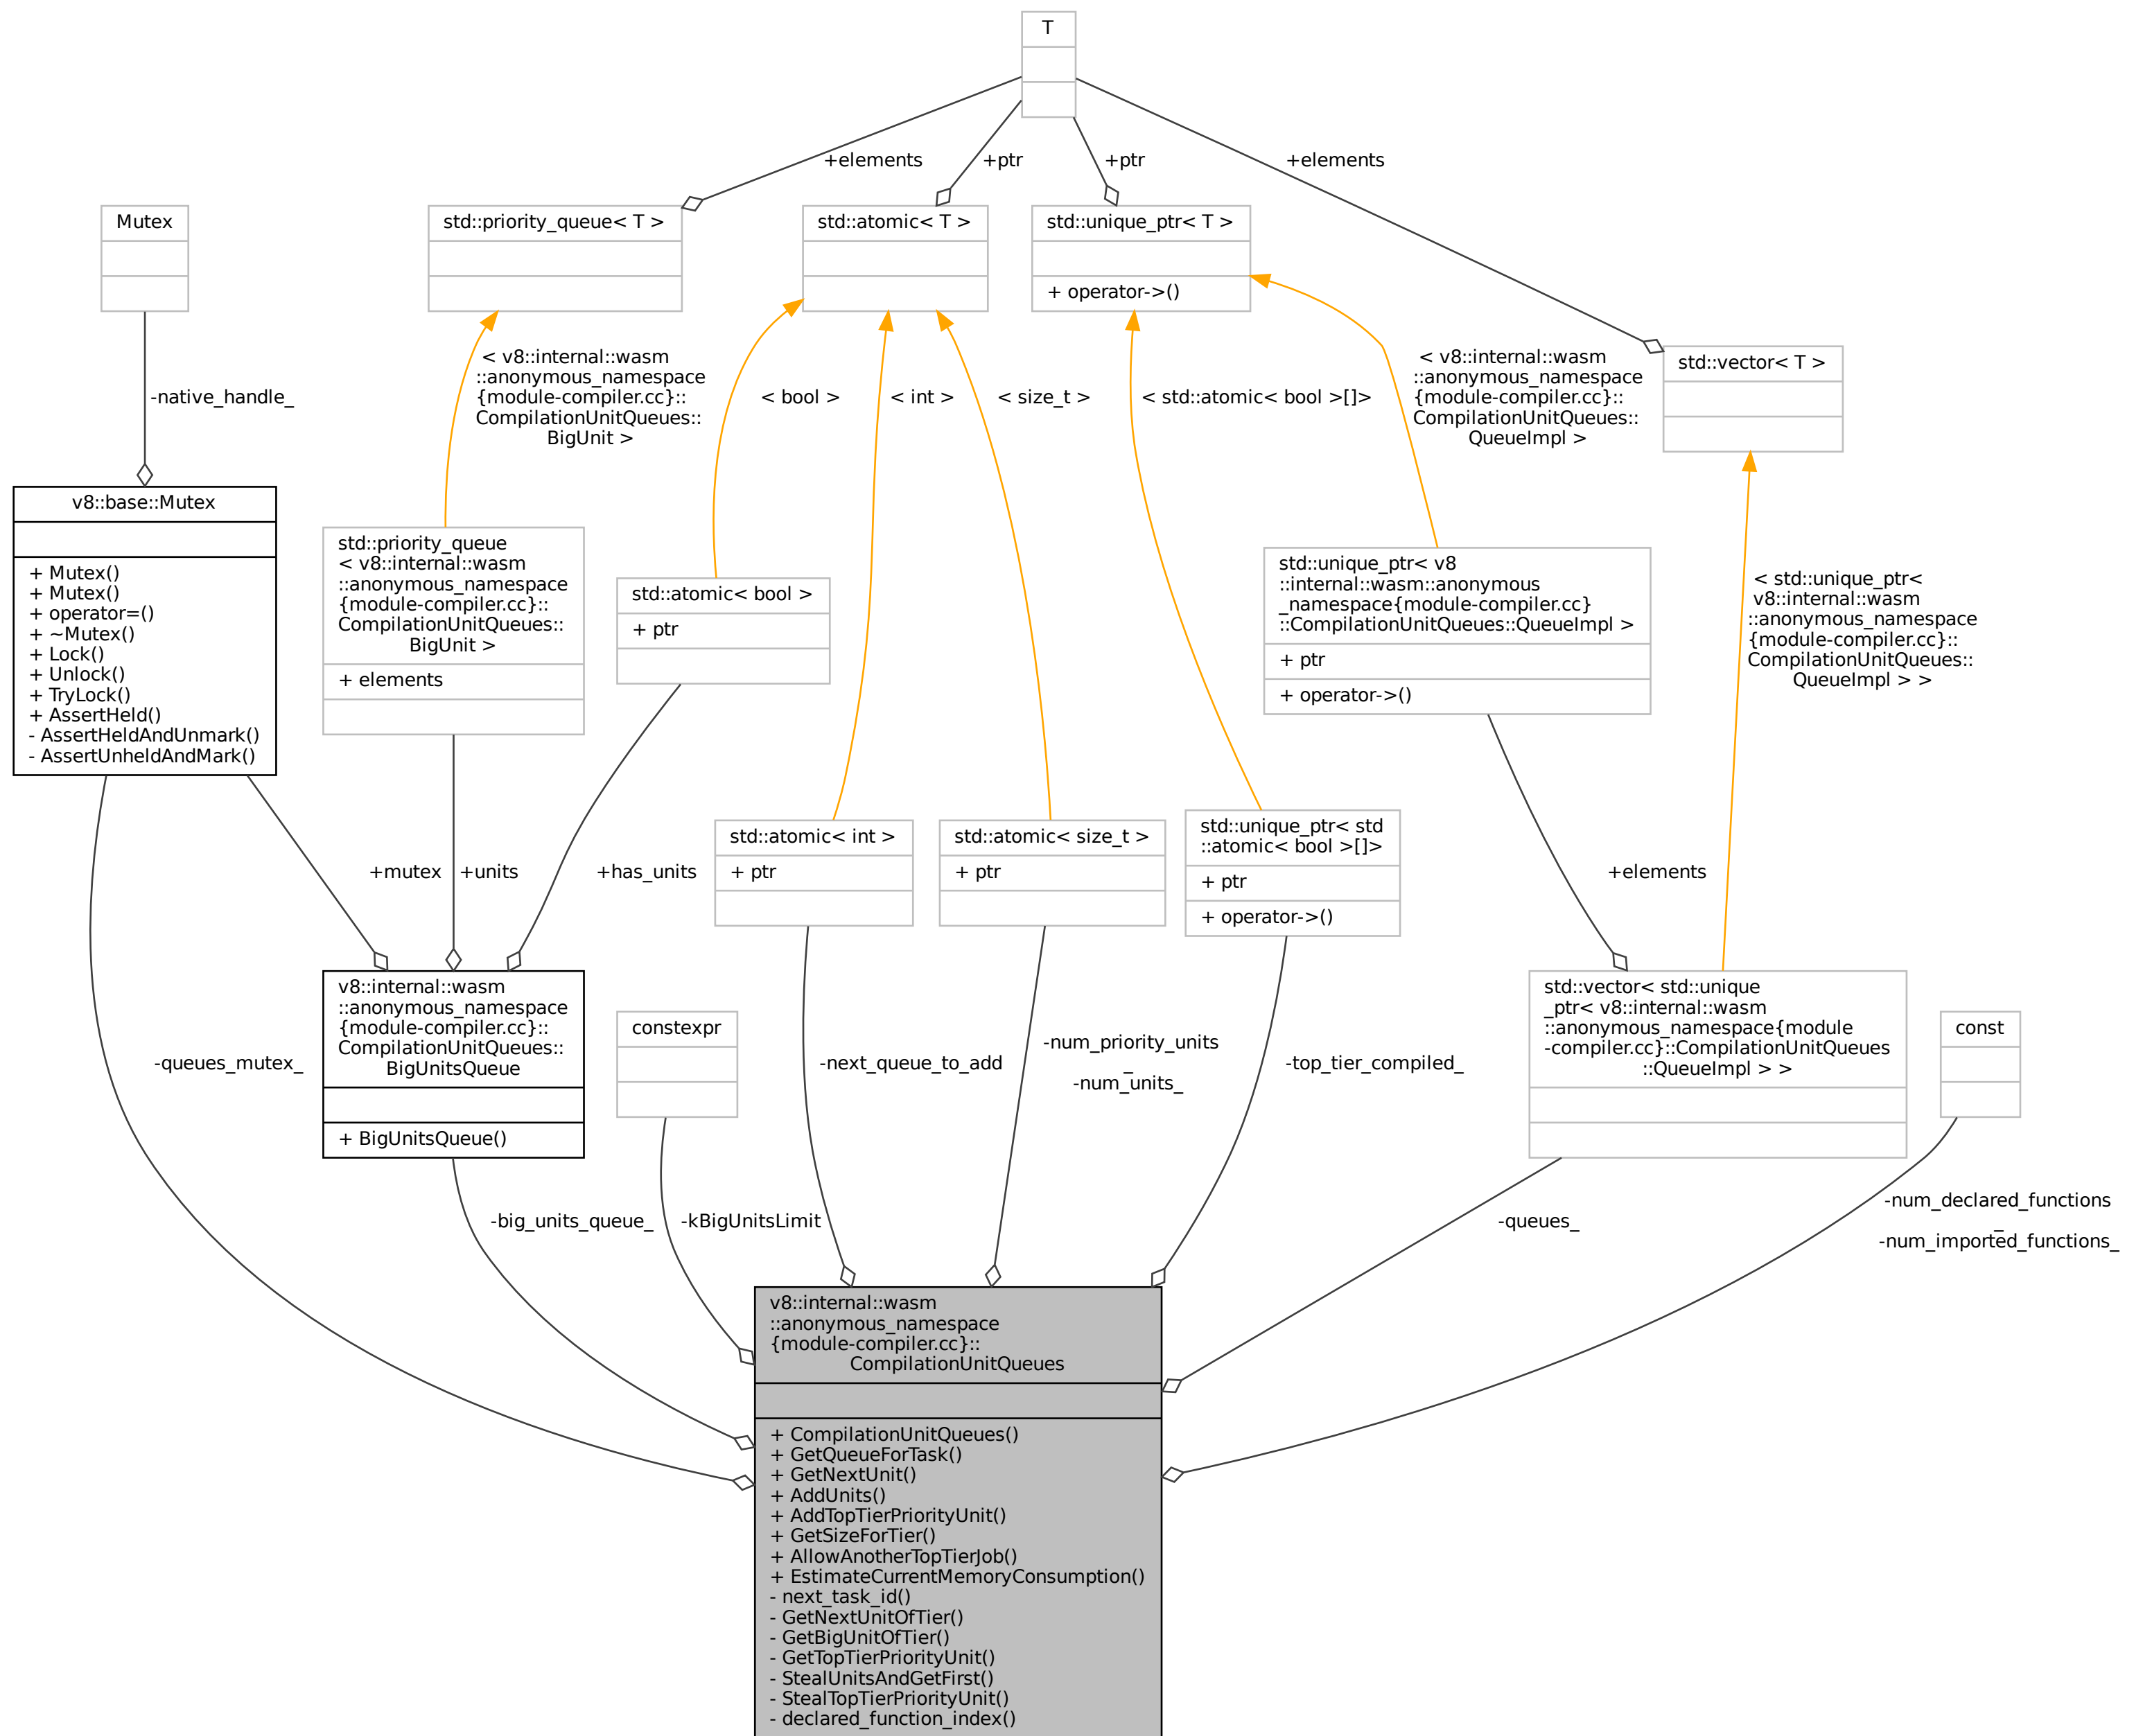 T
+elements
+ptr
+ptr
+elements
Mutex
std::priority_queue< T >
std::atomic< T >
std::unique_ptr< T >
+ operator->()
std::vector< T >
-native_handle_
< v8::internal::wasm
::anonymous_namespace
{module-compiler.cc}::
CompilationUnitQueues::
BigUnit >
< bool >
< int >
< size_t >
< std::atomic< bool >[]>
< v8::internal::wasm
::anonymous_namespace
{module-compiler.cc}::
CompilationUnitQueues::
QueueImpl >
v8::base::Mutex
+ Mutex()
+ Mutex()
+ operator=()
+ ~Mutex()
+ Lock()
+ Unlock()
+ TryLock()
+ AssertHeld()
- AssertHeldAndUnmark()
- AssertUnheldAndMark()
std::priority_queue
< v8::internal::wasm
::anonymous_namespace
{module-compiler.cc}::
CompilationUnitQueues::
BigUnit >
+ elements
std::atomic< bool >
+ ptr
std::unique_ptr< v8
::internal::wasm::anonymous
_namespace{module-compiler.cc}
::CompilationUnitQueues::QueueImpl >
+ ptr
+ operator->()
< std::unique_ptr<
v8::internal::wasm
::anonymous_namespace
{module-compiler.cc}::
CompilationUnitQueues::
QueueImpl > >
+mutex
+units
+has_units
std::atomic< int >
+ ptr
std::atomic< size_t >
+ ptr
std::unique_ptr< std
::atomic< bool >[]>
+ ptr
+ operator->()
+elements
-queues_mutex_
v8::internal::wasm
::anonymous_namespace
{module-compiler.cc}::
CompilationUnitQueues::
BigUnitsQueue
+ BigUnitsQueue()
constexpr
-next_queue_to_add
-num_priority_units
_
-num_units_
-top_tier_compiled_
std::vector< std::unique
_ptr< v8::internal::wasm
::anonymous_namespace{module
-compiler.cc}::CompilationUnitQueues
::QueueImpl > >
const
-big_units_queue_
-kBigUnitsLimit
-queues_
-num_declared_functions
_
-num_imported_functions_
v8::internal::wasm
::anonymous_namespace
{module-compiler.cc}::
CompilationUnitQueues
+ CompilationUnitQueues()
+ GetQueueForTask()
+ GetNextUnit()
+ AddUnits()
+ AddTopTierPriorityUnit()
+ GetSizeForTier()
+ AllowAnotherTopTierJob()
+ EstimateCurrentMemoryConsumption()
- next_task_id()
- GetNextUnitOfTier()
- GetBigUnitOfTier()
- GetTopTierPriorityUnit()
- StealUnitsAndGetFirst()
- StealTopTierPriorityUnit()
- declared_function_index()